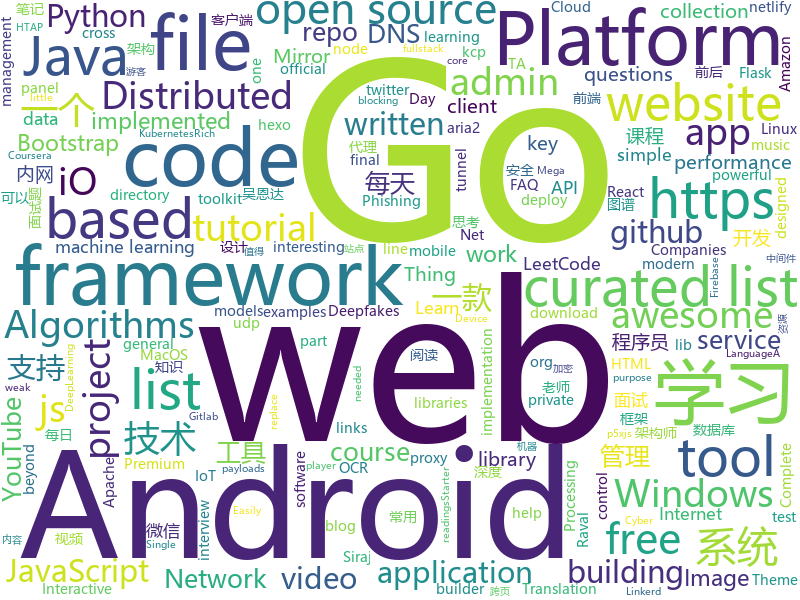 笔记
架构
客户端
Cloud
netlify
HTAP
cross
Python
open source
collection
management
Java
file
repo
DNS
learning
kcp
node
fullstack
core
游客
Mirror
official
Platform
one
panel
Distributed
admin
twitter
Day
questions
TA
前后
Flask
Amazon
little
一个
implemented
client
前端
data
written
aria2
website
blocking
Bootstrap
hexo
代理
key
Linux
KubernetesRich
final
tunnel
安全
Mega
app
课程
music
Coursera
内网
iO
code
Go
每天
FAQ
API
simple
performance
可以
directory
toolkit
吴恩达
Phishing
deploy
React
图谱
powerful
designed
based
https
tutorial
思考
Net
github
开发
machine learning
设计
interesting
值得
站点
line
mobile
work
LeetCode
Companies
modern
中间件
framework
web
curated list
Firebase
models
examples
Deepfakes
一款
Thing
download
Algorithms
udp
general
Learn
Device
awesome
支持
MacOS
part
阅读
org
加密
lib
service
LanguageA
程序员
list
project
知识
IoT
YouTube
js
Android
学习
implementation
老师
private
HTML
purpose
面试
p5xjs
架构师
libraries
DeepLearning
技术
Gitlab
links
needed
course
框架
数据库
weak
Premium
工具
Apache
replace
library
tool
管理
beyond
微信
OCR
proxy
机器
JavaScript
software
payloads
player
readingsStarter
深度
常用
Windows
Complete
每日
blog
Processing
Internet
test
视频
interview
Easily
control
系统
Network
video
Siraj
Raval
help
application
free
内容
Cyber
building
Image
Theme
Interactive
Single
builder
Translation
跨页
Linkerd